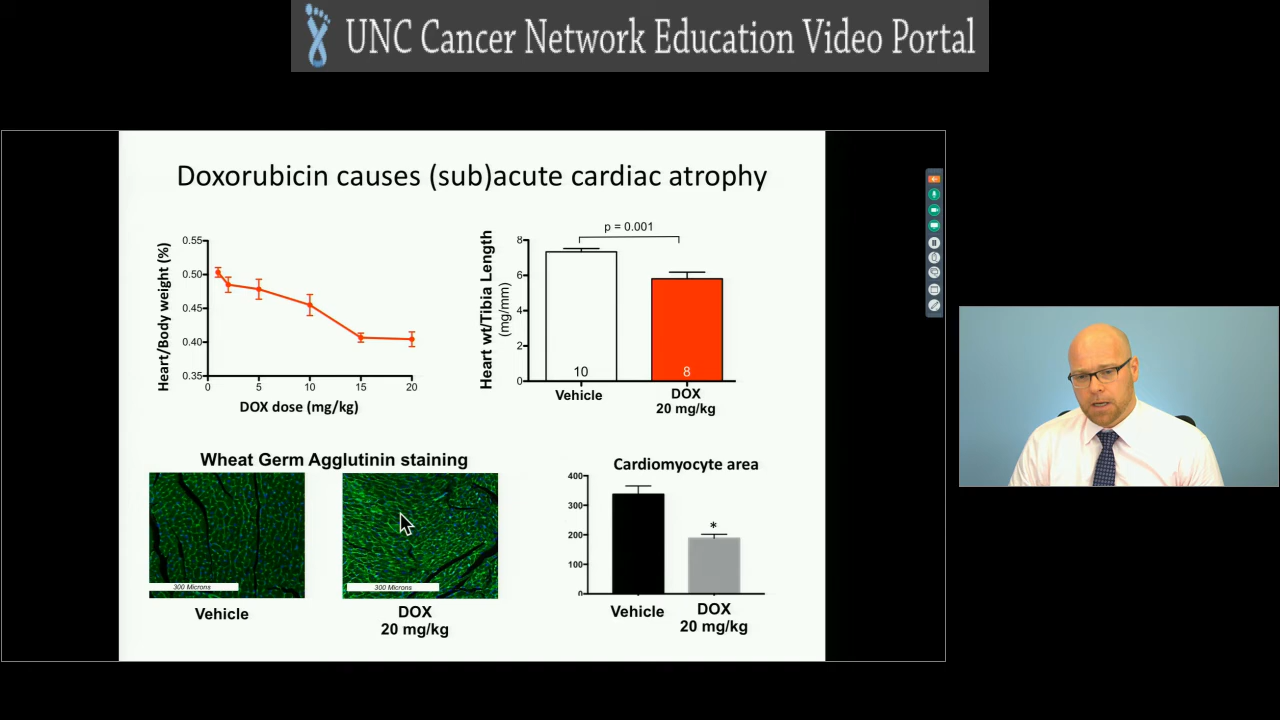 UNC Cancer Network Education Video Portal
Doxorubicin causes (sub)acute cardiac atrophy
Heart/Body weight (%)
0.55
0.50
0.45
0.40
0.35
0
5
10
15
20
DOX dose (mg/kg)
Heart wt/Tibia Length
(mg/mm)
p = 0.001
8
6
4
2
0
10
8
Vehicle
DOX
20 mg/kg
Wheat Germ Agglutinin staining
300 Microns
300 Microns
Vehicle
DOX
20 mg/kg
Cardiomyocyte area
400
300
200
100
0
*
Vehicle
DOX
20 mg/kg